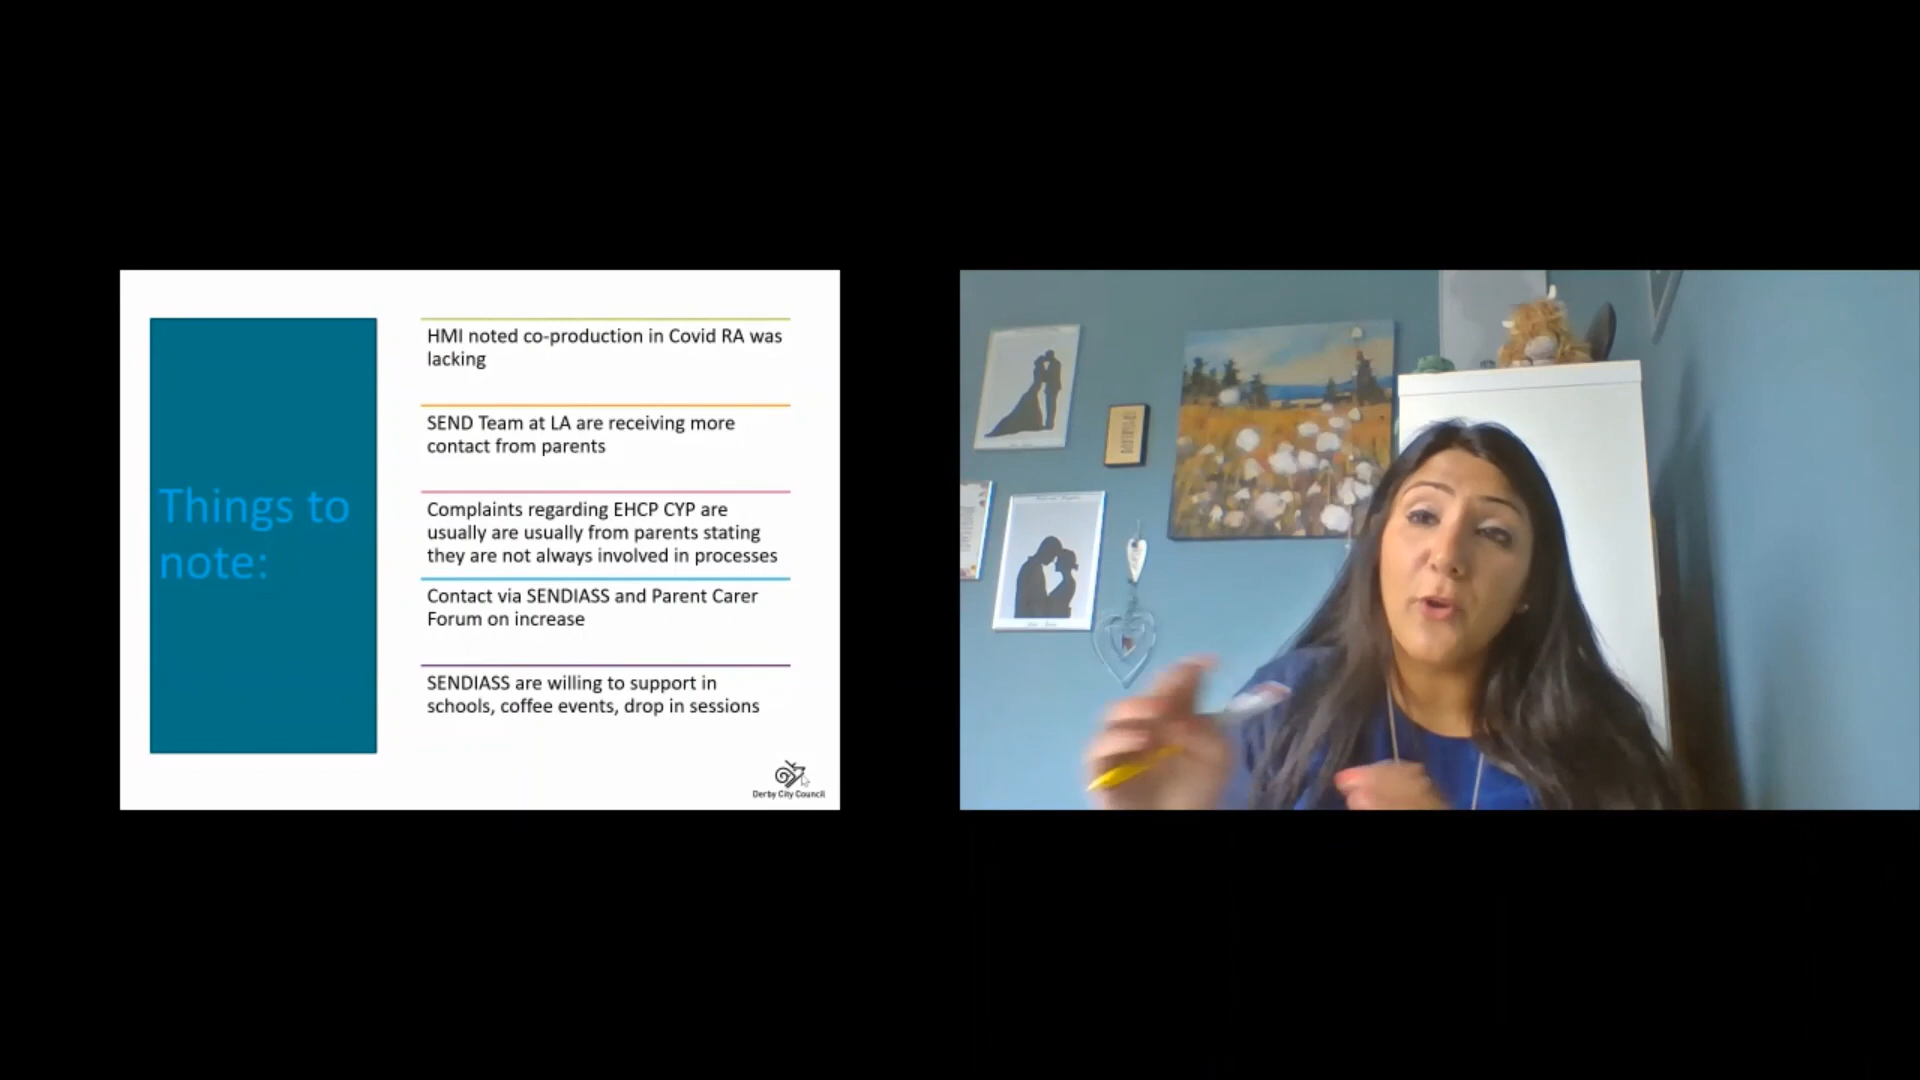 Things to
note:
HMI noted co-production in Covid RA was
lacking
SEND Team at LA are receiving more
contact from parents
Complaints regarding EHCP CYP are
usually are usually from parents stating
they are not always involved in processes
Contact via SENDIASS and Parent Carer
Forum on increase
SENDIASS are willing to support in
schools, coffee events, drop in sessions
Derby City Council